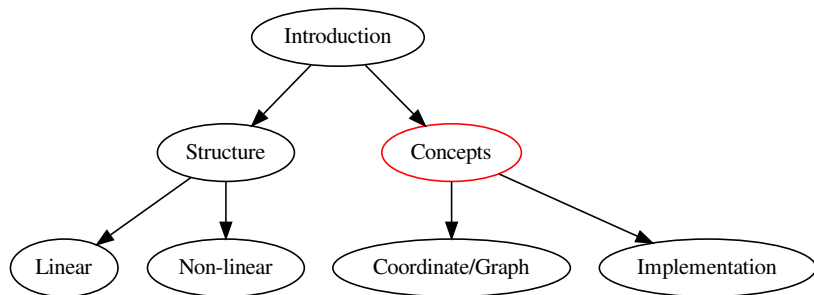 Introduction
Structure
Concepts
Linear
Non-linear
Coordinate/Graph
Implementation